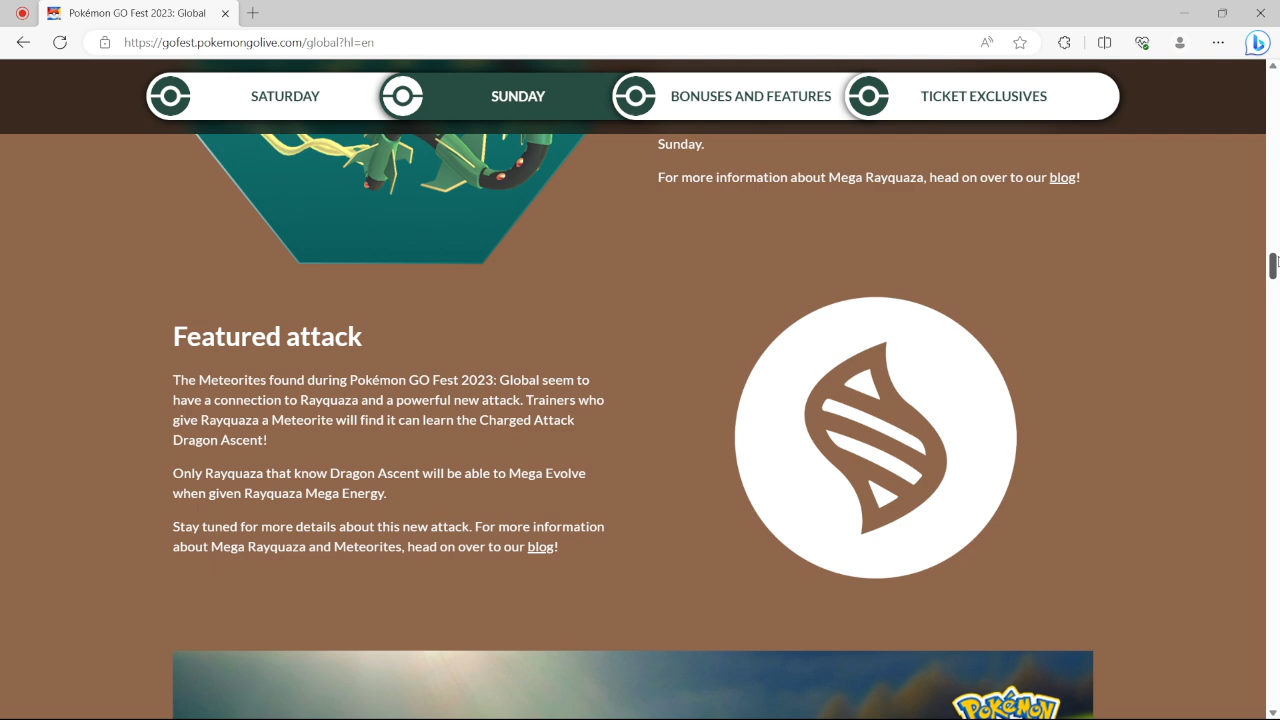 Pokémon GO Fest 2023: Global
https://gofest.pokemongolive.com/global?hl=en
SATURDAY
SUNDAY
BONUSES AND FEATURES
TICKET EXCLUSIVES
Sunday.
For more information about Mega Rayquaza, head on over to our blog!
Featured attack
The Meteorites found during Pokémon GO Fest 2023: Global seem to
have a connection to Rayquaza and a powerful new attack. Trainers who
give Rayquaza a Meteorite will find it can learn the Charged Attack
Dragon Ascent!
Only Rayquaza that know Dragon Ascent will be able to Mega Evolve
when given Rayquaza Mega Energy.
Stay tuned for more details about this new attack. For more information
about Mega Rayquaza and Meteorites, head on over to our blog!
POKÉMON